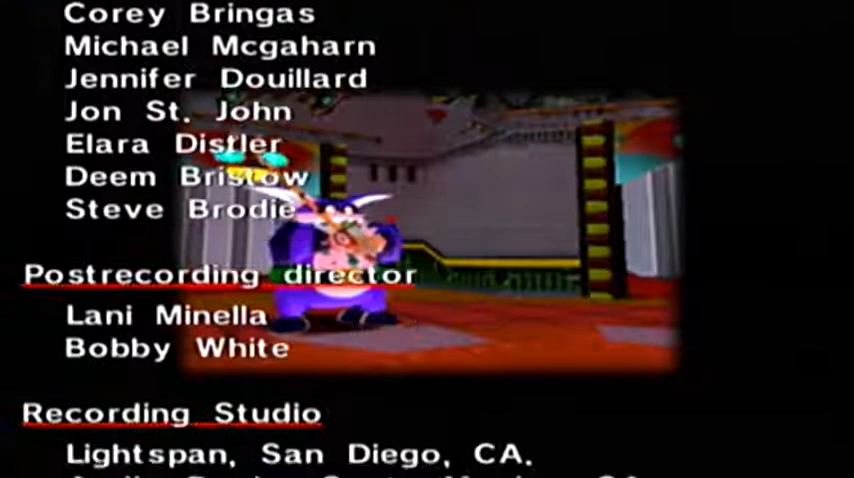 Corey Bringas
Michael Mcgaharn
Jennifer Douillard
Jon St. John
Elara Distler
Deem Bristow
Steve Brodie
Postrecording director
Lani Minella
Bobby White
Recording Studio
Lightspan, San Diego, CA.